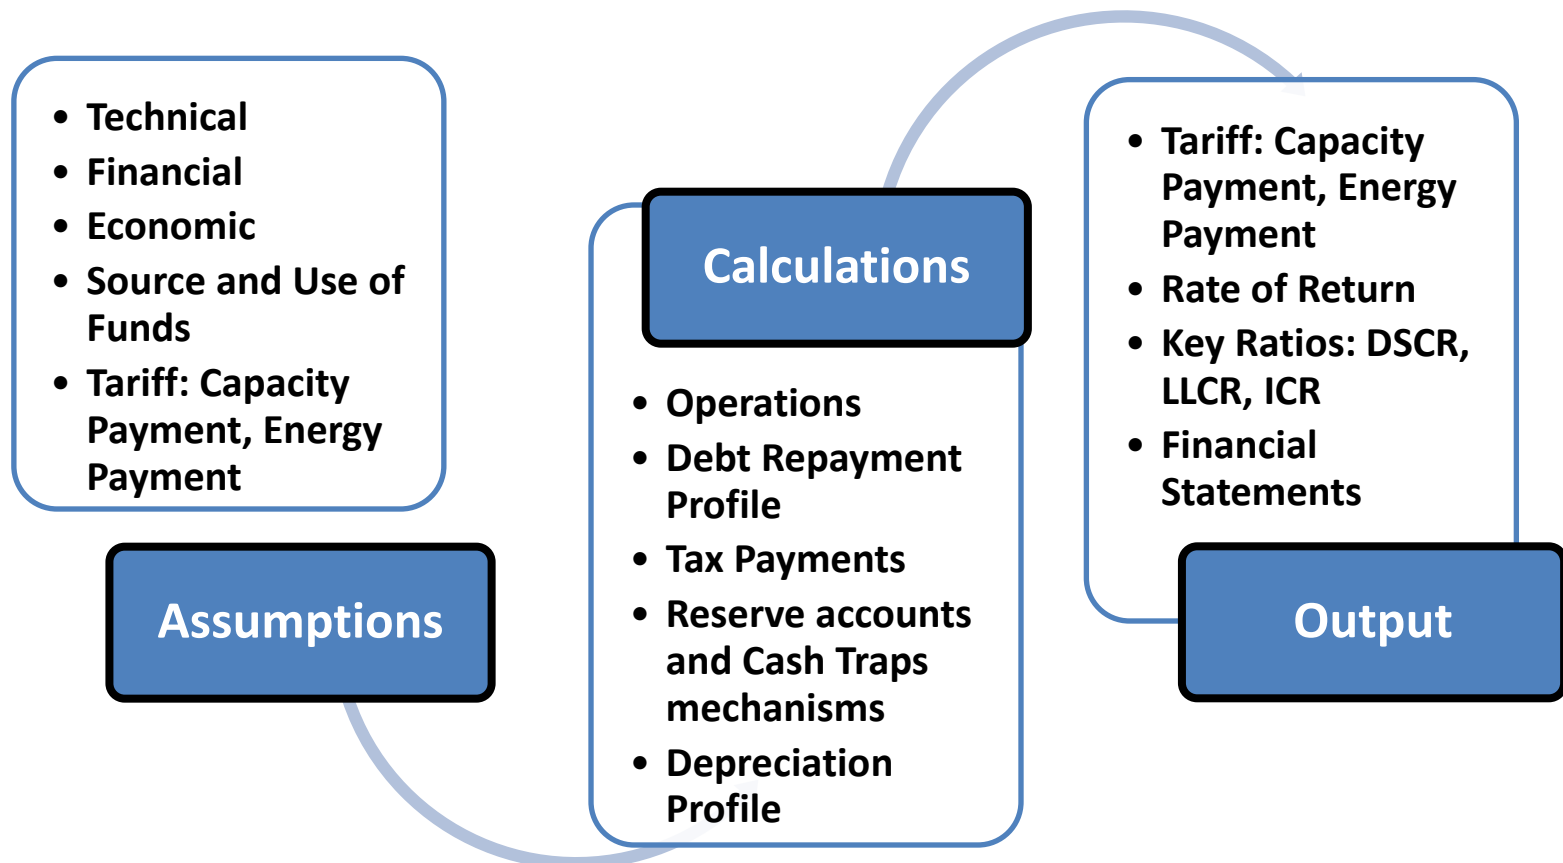 • Technical
• Financial
• Economic
• Source and Use of
Funds
• Tariff: Capacity
Payment, Energy
Payment
Assumptions
Calculations
• Operations
• Debt Repayment
Profile
• Tax Payments
• Reserve accounts
and Cash Traps
mechanisms
• Depreciation
Profile
• Tariff: Capacity
Payment, Energy
Payment
• Rate of Return
• Key Ratios: DSCR,
LLCR, ICR
• Financial
Statements
Output